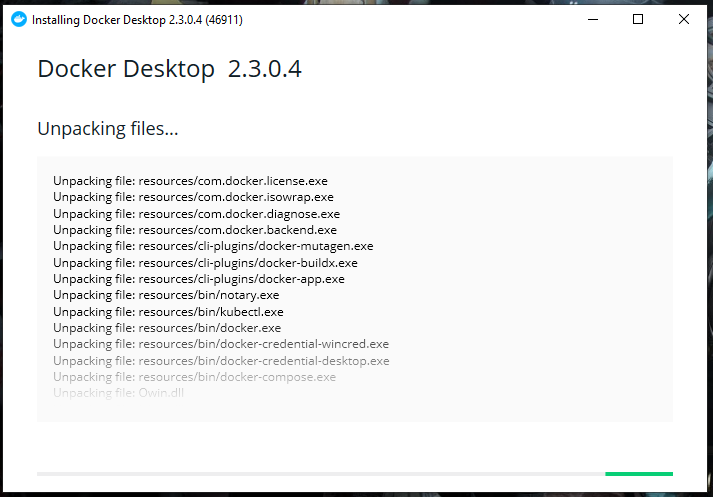 Installing Docker Desktop 2.3.0.4 (46911)
Docker Desktop 2.3.0.4
Unpacking files...
Unpacking file: resources/com.docker.license.exe
Unpacking file: resources/com.docker.isowrap.exe
Unpacking file: resources/com.docker.diagnose.exe
Unpacking file: resources/com.docker.backend.exe
Unpacking file: resources/cli-plugins/docker-mutagen.exe
Unpacking file: resources/cli-plugins/docker-buildx.exe
Unpacking file: resources/cli-plugins/docker-app.exe
Unpacking file: resources/bin/notary.exe
Unpacking file: resources/bin/kubectl.exe
Unpacking file: resources/bin/docker.exe
Unpacking file: resources/bin/docker-credential-wincred.exe
Unpacking file: resources/bin/docker-credential-desktop.exe
Unpacking file: resources/bin/docker-compose.exe
Unpacking file: Owin.dll